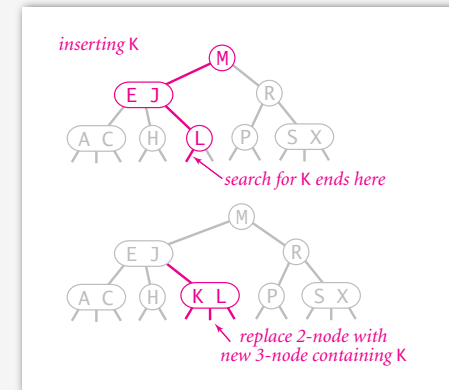 inserting K
M
E J
R
A C
H
L
P
S X
search for K ends here
M
E J
R
A C
H
K L
P
S X
replace 2-node with
new 3-node containing K